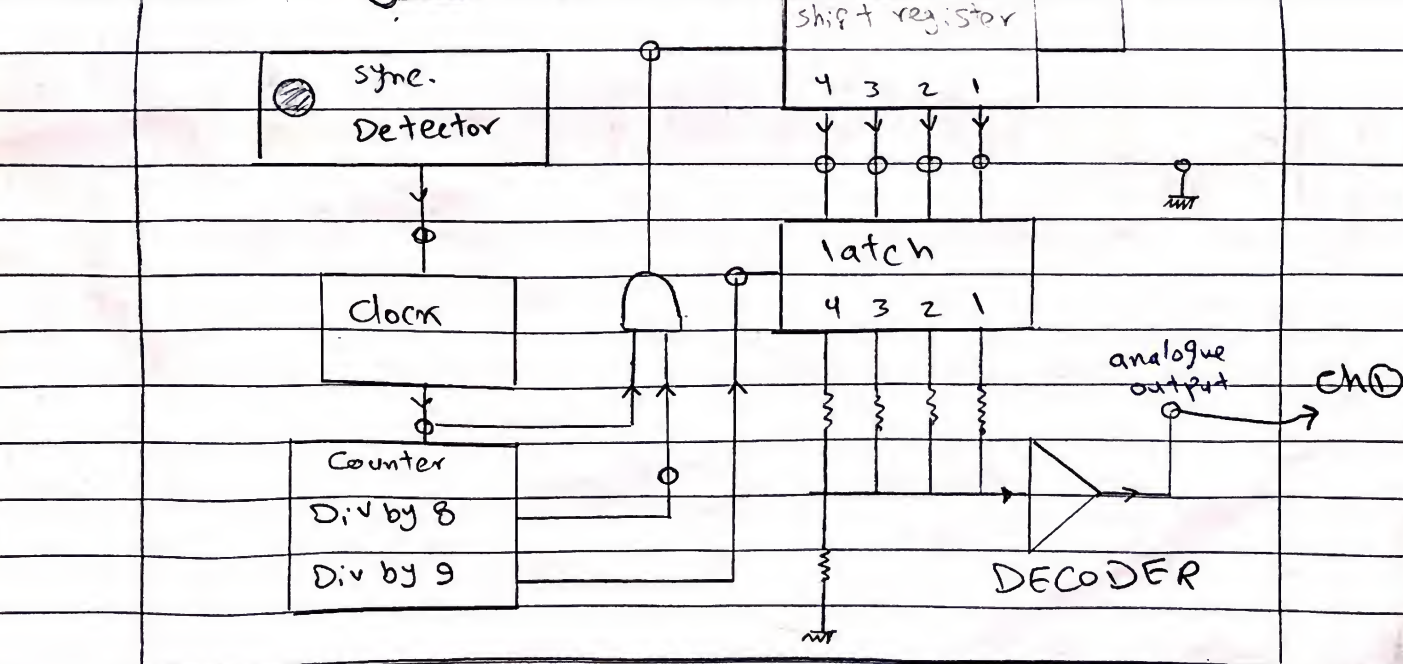 shift register
4 3 2 1
sync.
Detector
latch
4 3 2 1
Clock
analogue
output
ch①
Counter
Div by 8
Div by 9
DECODER